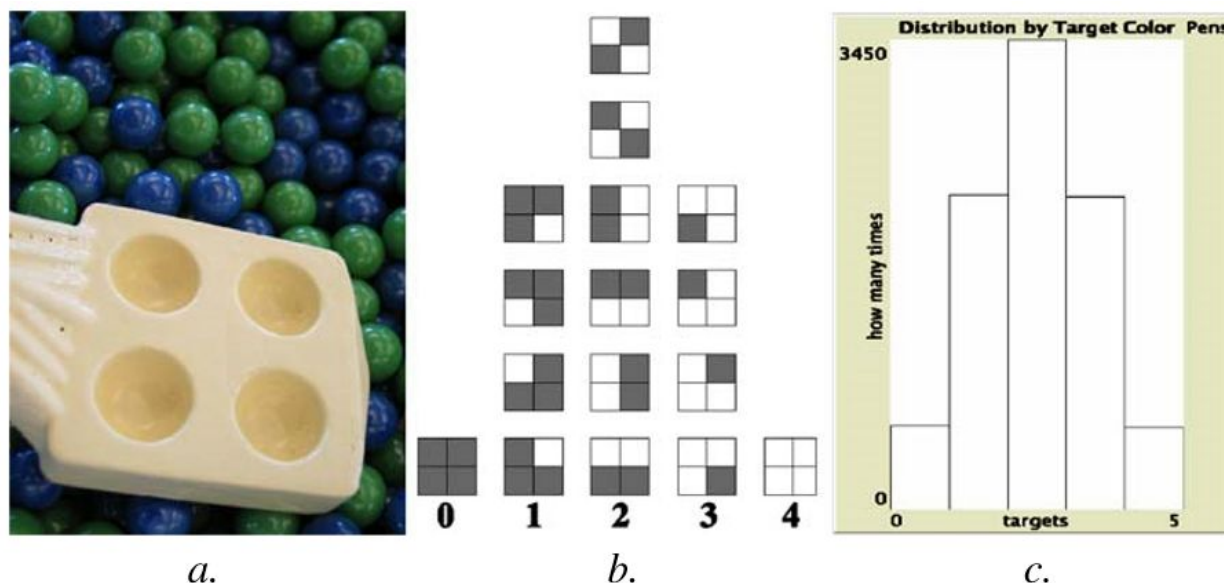 Distribution by Target Color Pens
3450
how many times
0
0 targets 5
0 1 2 3 4
a. b. c.